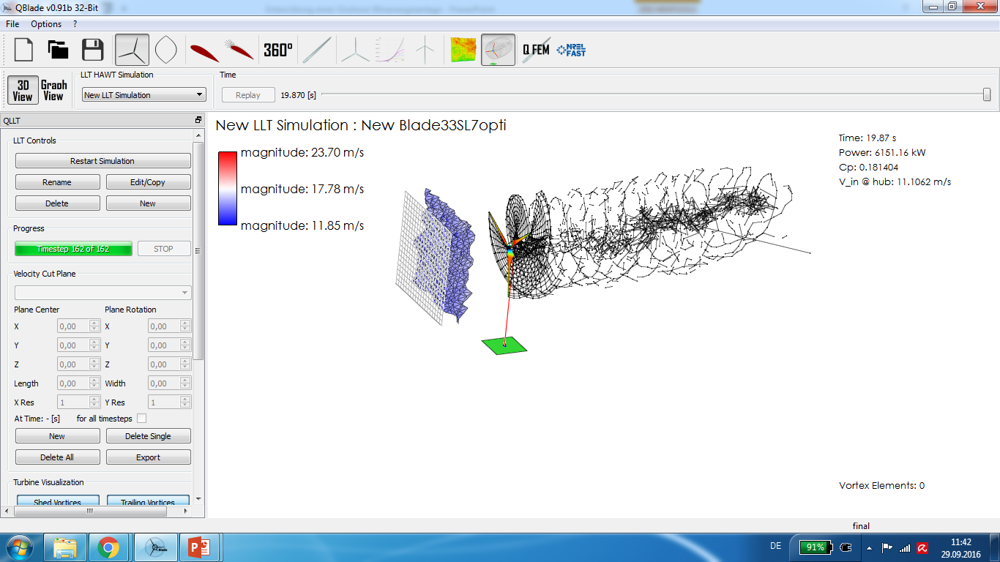 QBlade v0.91b 32-Bit
File Options ?
360°
Q FEM
NREL
FAST
LLT HAWT Simulation
Time
3D
View
Graph
View
New LLT Simulation
Replay
19.870 [s]
QLLT
LLT Controls
Restart Simulation
Rename
Edit/Copy
Delete
New
Progress
Timestep 162 of 162
STOP
Velocity Cut Plane
Plane Center
Plane Rotation
X 0,00 X 0,00
Y 0,00 Y 0,00
Z 0,00 Z 0,00
Length 0,00 Width 0,00
X Res 1 Y Res 1
At Time: - [s] for all timesteps
New
Delete Single
Delete All
Export
Turbine Visualization
Shed Vortices
Trailing Vortices
New LLT Simulation : New Blade33SL7opti
magnitude: 23.70 m/s
magnitude: 17.78 m/s
magnitude: 11.85 m/s
Time: 19.87 s
Power: 6151.16 kW
Cp: 0.181404
V_in @ hub: 11.1062 m/s
Vortex Elements: 0
final
DE
91%
11:42
29.09.2016